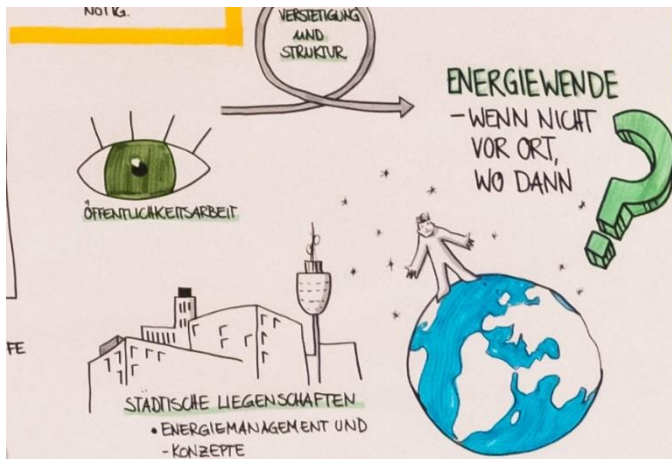 NÖTIG.
VERSTETIGUNG
UND
STRUKTUR
ENERGIEWENDE
– WENN NICHT
VOR ORT,
WO DANN
?
ÖFFENTLICHKEITSARBEIT
FE
STÄDTISCHE LIEGENSCHAFTEN
• ENERGIEMANAGEMENT UND
- KONZEPTE